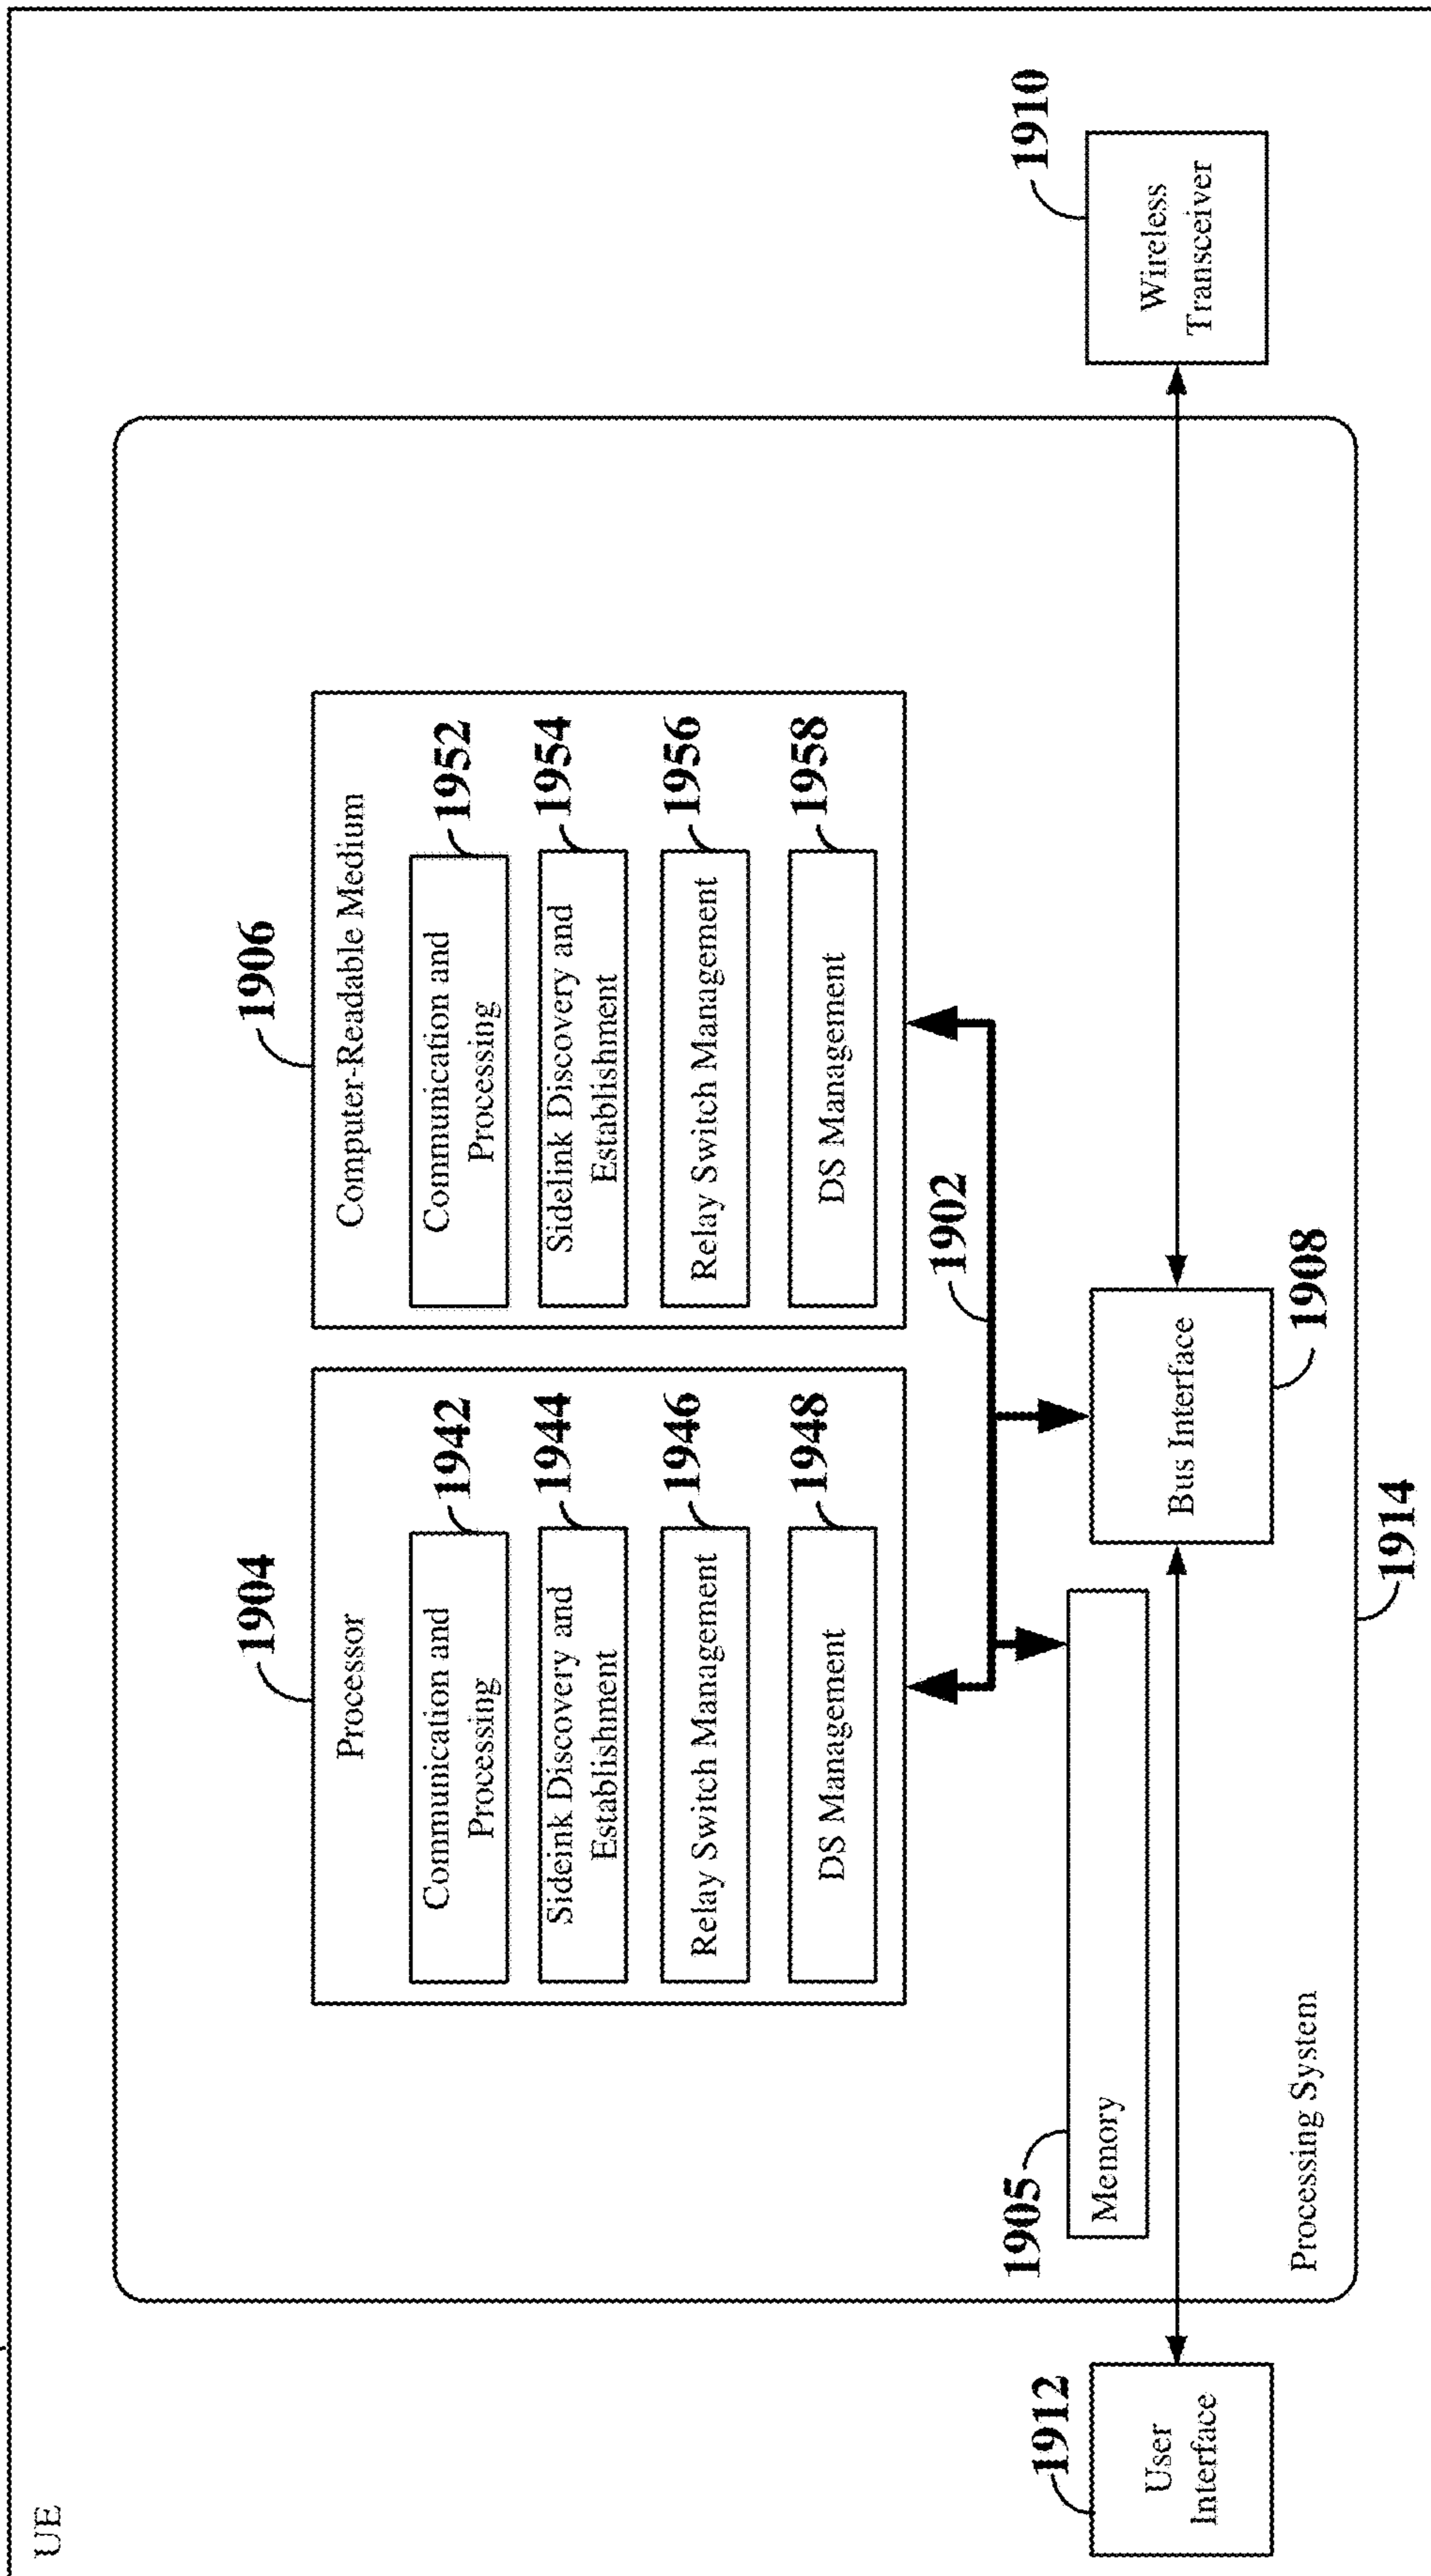 UE
1904
Processor
Communication and
Processing
1942
Sideink Discovery and
Establishment
1944
Relay Switch Management
1946
DS Management
1948
1906
Computer-Readable Medium
Communication and
Processing
1952
Sidelink Discovery and
Establishment
1954
Relay Switch Management
1956
DS Management
1958
1902
1905
Memory
Bus Interface
1908
1912
User
Interface
1910
Wireless
Transceiver
Processing System
1914